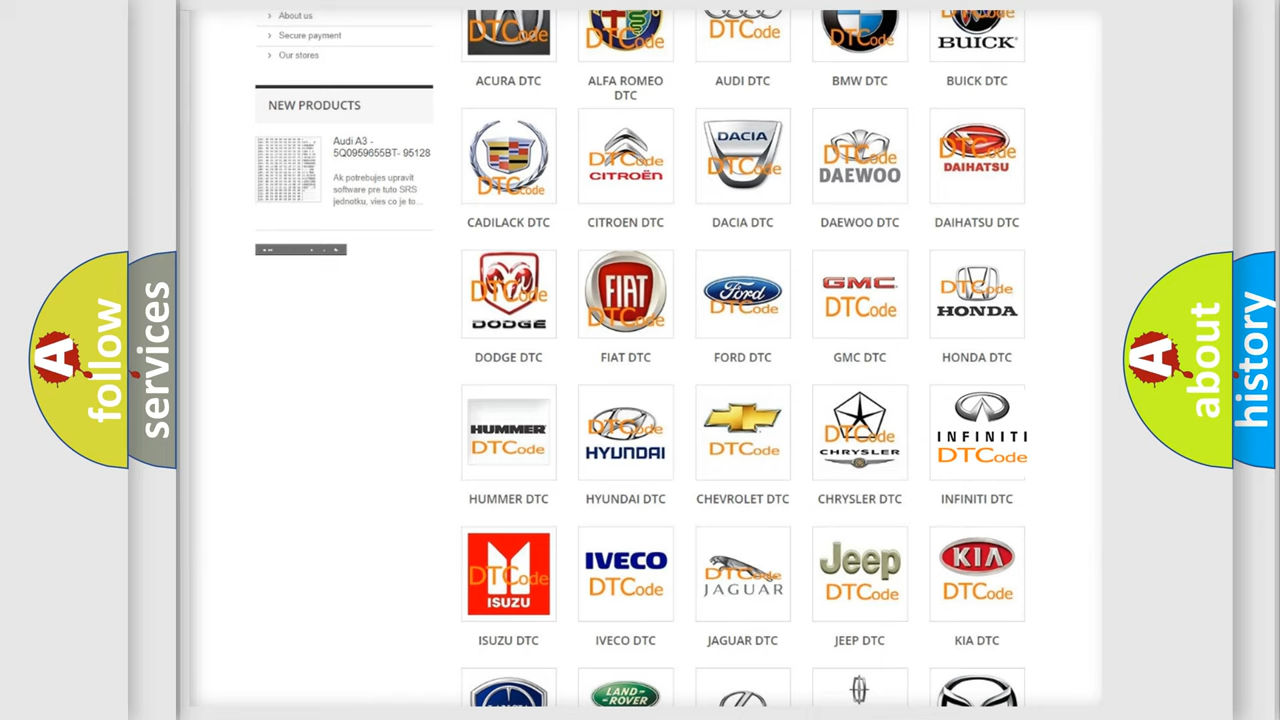 About us
Secure payment
Our stores
NEW PRODUCTS
Audi A3 -
5Q0959655BT- 95128
Ak potrebujes upravit
software pre tuto SRS
jednotku, vies co je to...
DTCode
DTCode
DTCode
DTCode
BUICK
ACURA DTC
ALFA ROMEO
DTC
AUDI DTC
BMW DTC
BUICK DTC
DTCode
DTCode
CITROËN
DACIA
DTCode
DTCode
DAEWOO
DTCode
DAIHATSU
CADILACK DTC
CITROEN DTC
DACIA DTC
DAEWOO DTC
DAIHATSU DTC
DTCode
DODGE
FIAT
DTCode
Ford
DTCode
GMC
DTCode
DTCode
HONDA
DODGE DTC
FIAT DTC
FORD DTC
GMC DTC
HONDA DTC
HUMMER
DTCode
DTCode
HYUNDAI
DTCode
DTCode
CHRYSLER
INFINITI
DTCode
HUMMER DTC
HYUNDAI DTC
CHEVROLET DTC
CHRYSLER DTC
INFINITI DTC
DTCode
ISUZU
IVECO
DTCode
DTCode
JAGUAR
Jeep
DTCode
KIA
DTCode
ISUZU DTC
IVECO DTC
JAGUAR DTC
JEEP DTC
KIA DTC
LAND-
ROVER
A follow
services
A about
history